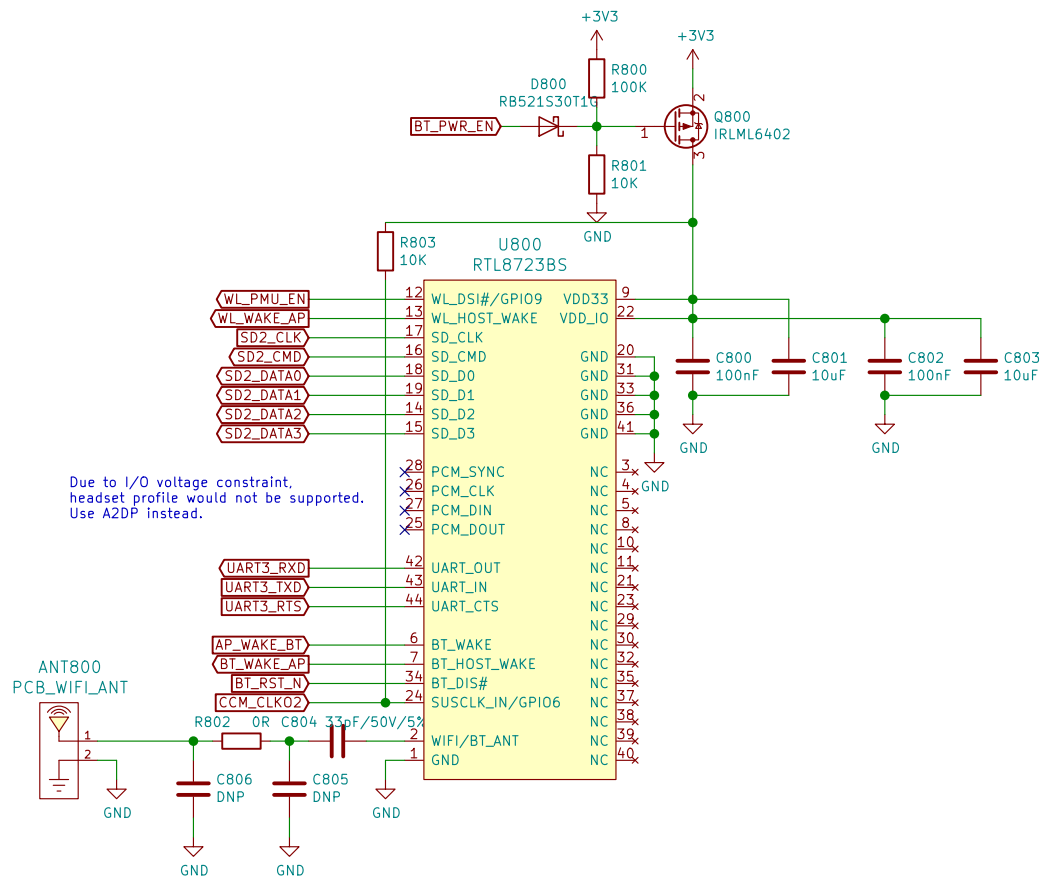 +3V3
+3V3
R800
100K
D800
RB521S30T1G
2
Q800
IRLML6402
BT_PWR_EN
1
3
R801
10K
GND
R803
10K
U800
RTL8723BS
WL_PMU_EN 12 WL_DSI#/GPIO9 VDD33 9
WL_WAKE_AP 13 WL_HOST_WAKE VDD_IO 22
SD2_CLK 17 SD_CLK
SD2_CMD 16 SD_CMD GND 20
SD2_DATA0 18 SD_D0 GND 31
SD2_DATA1 19 SD_D1 GND 33
SD2_DATA2 14 SD_D2 GND 36
SD2_DATA3 15 SD_D3 GND 41
C800
100nF
C801
10uF
C802
100nF
C803
10uF
GND
GND
GND
28 PCM_SYNC NC 3
26 PCM_CLK NC 4
27 PCM_DIN NC 5
25 PCM_DOUT NC 8
Due to I/O voltage constraint,
headset profile would not be supported.
Use A2DP instead.
NC 10
UART3_RXD 42 UART_OUT NC 11
UART3_TXD 43 UART_IN NC 21
UART3_RTS 44 UART_CTS NC 23
NC 29
AP_WAKE_BT 6 BT_WAKE NC 30
BT_WAKE_AP 7 BT_HOST_WAKE NC 32
BT_RST_N 34 BT_DIS# NC 35
CCM_CLKO2 24 SUSCLK_IN/GPIO6 NC 37
NC 38
2 WIFI/BT_ANT NC 39
1 GND NC 40
ANT800
PCB_WIFI_ANT
1
2
R802 0R C804 33pF/50V/5%
C806
DNP
C805
DNP
GND
GND
GND
GND